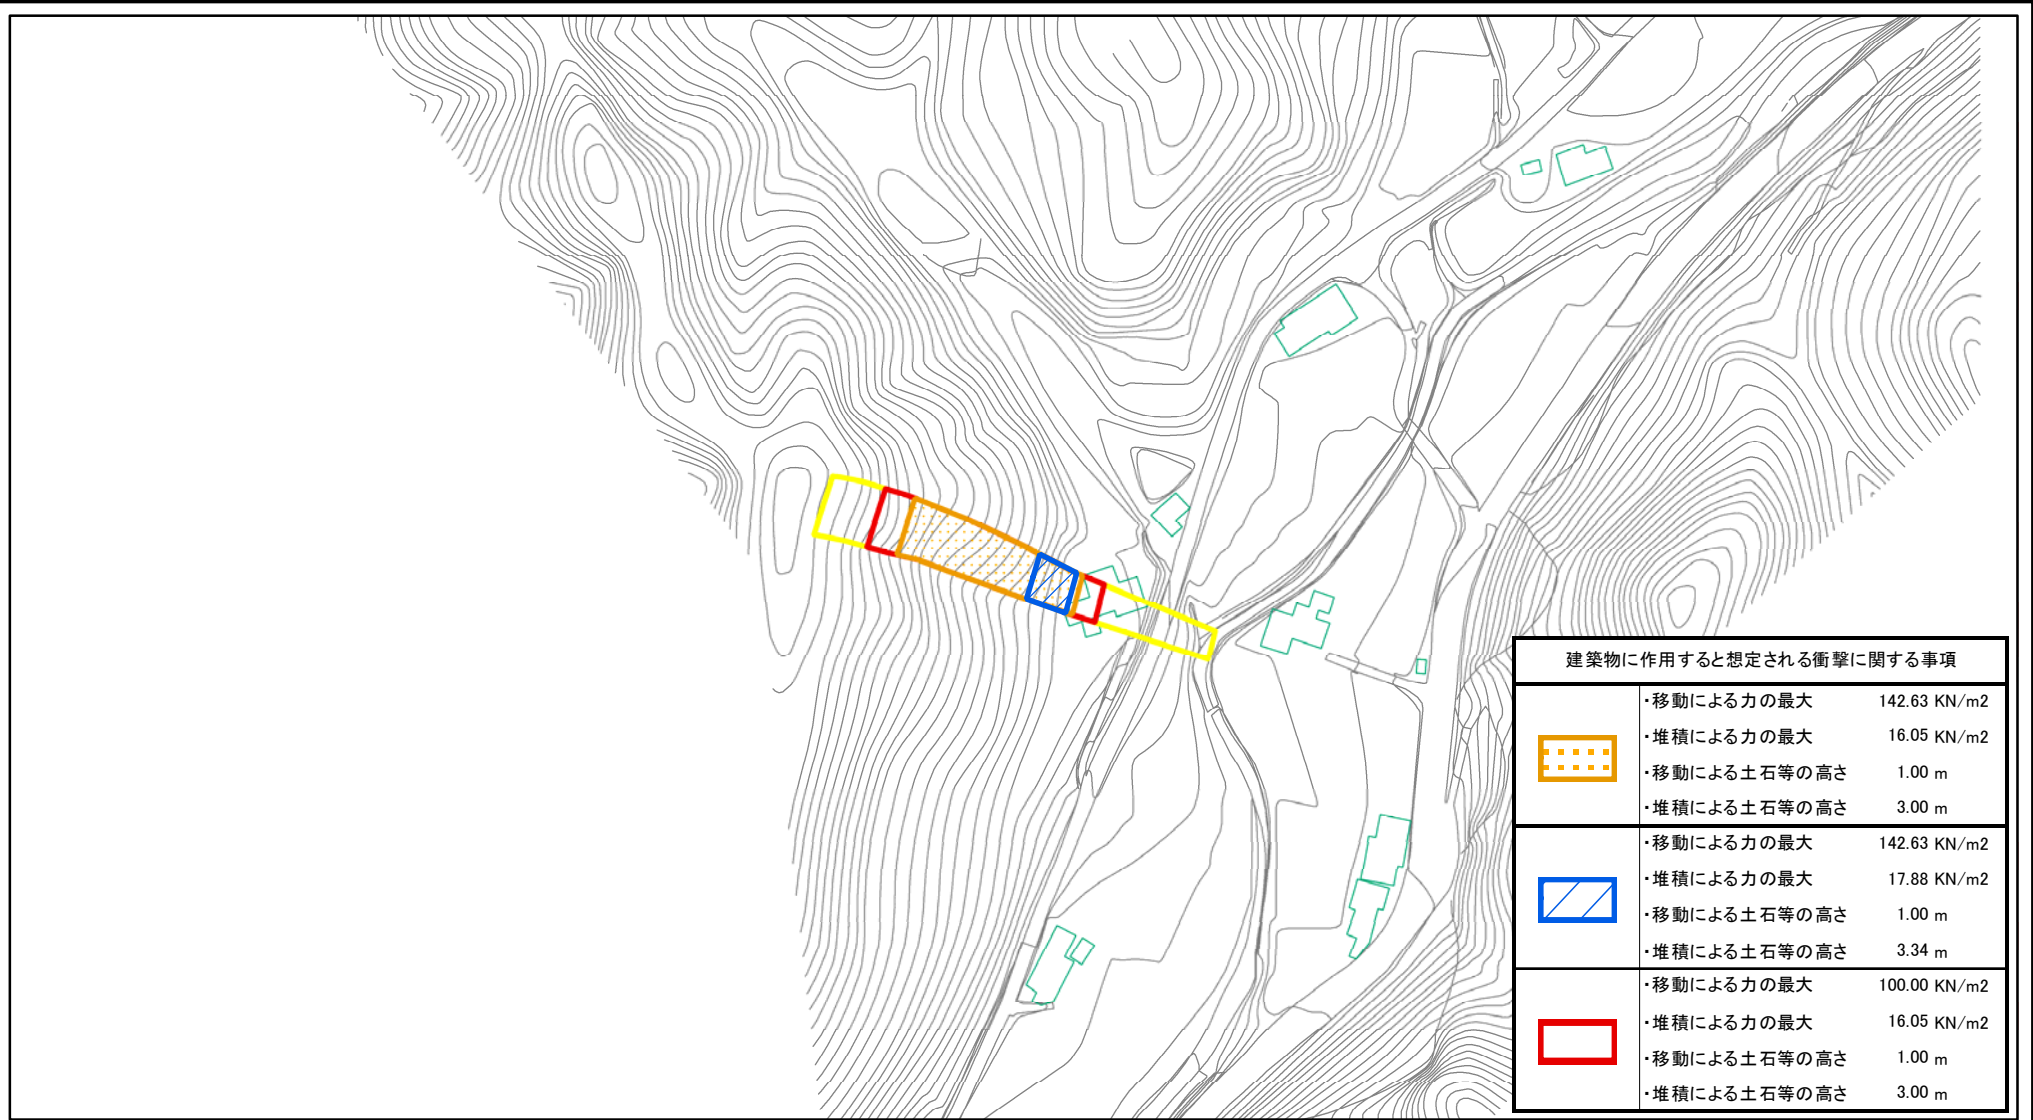 建築物に作用すると想定される衝撃に関する事項
・移動による力の最大 142.63 KN/m2
・堆積による力の最大 16.05 KN/m2
・移動による土石等の高さ 1.00 m
・堆積による土石等の高さ 3.00 m
・移動による力の最大 142.63 KN/m2
・堆積による力の最大 17.88 KN/m2
・移動による土石等の高さ 1.00 m
・堆積による土石等の高さ 3.34 m
・移動による力の最大 100.00 KN/m2
・堆積による力の最大 16.05 KN/m2
・移動による土石等の高さ 1.00 m
・堆積による土石等の高さ 3.00 m